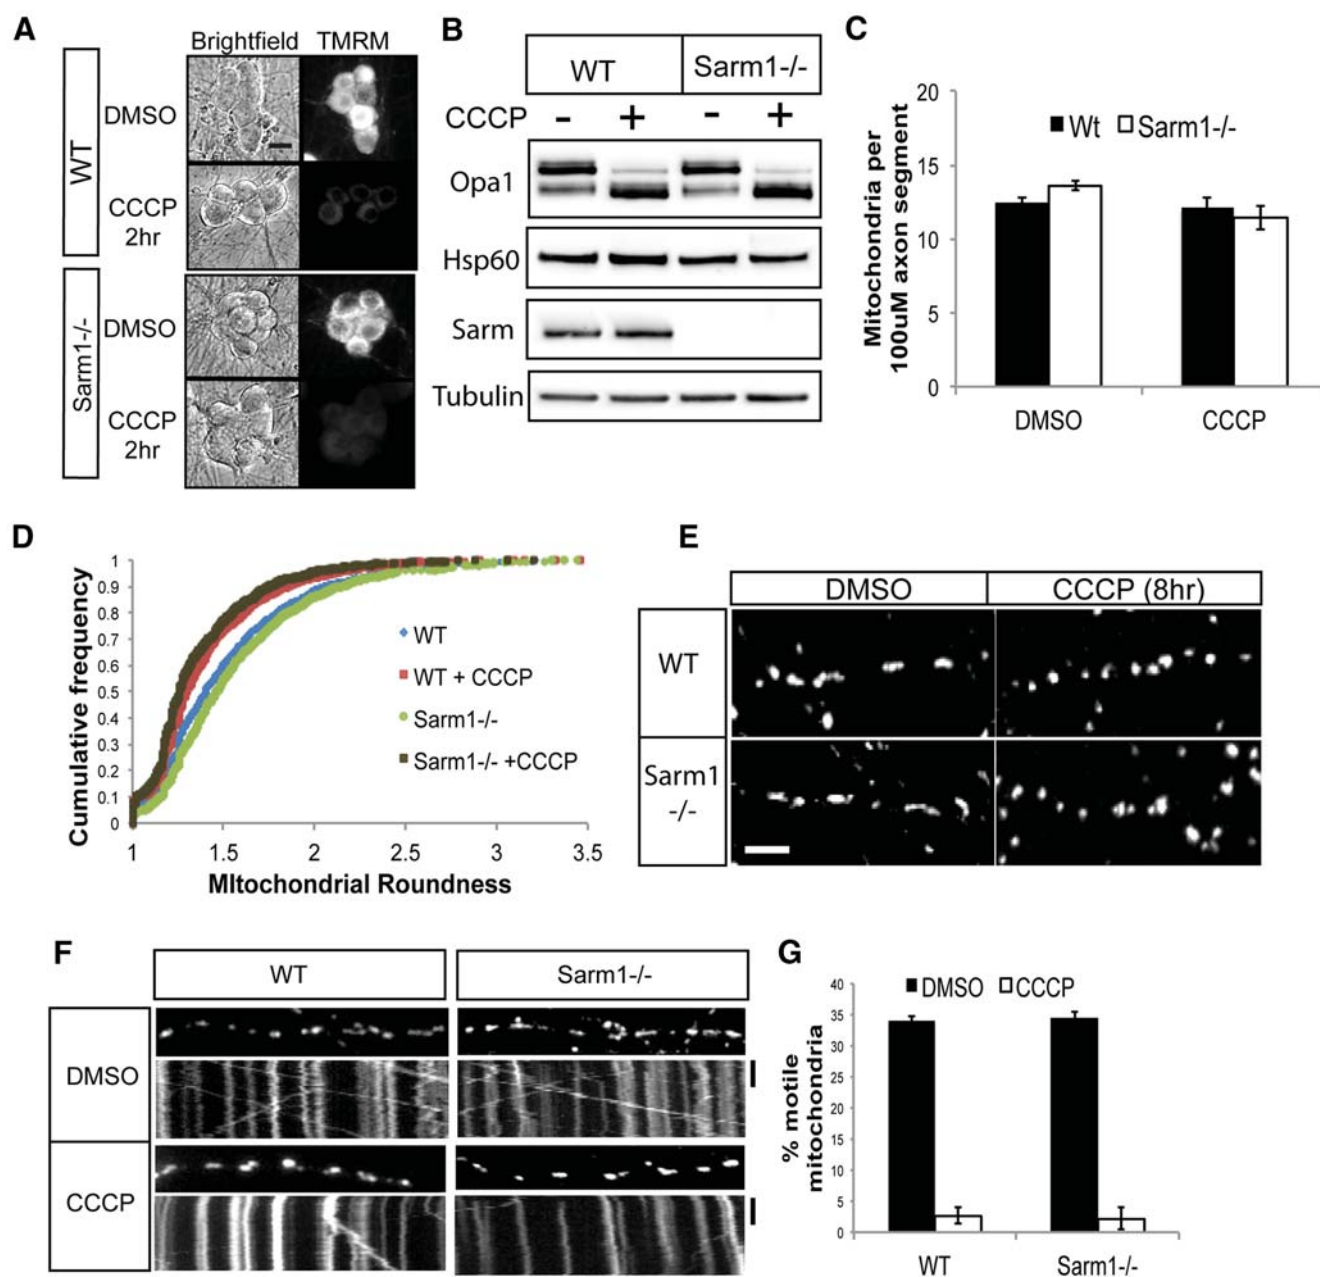 A
Brightfield TMRM
WT
DMSO
CCCP
2hr
Sarm1-/-
DMSO
CCCP
2hr
B
WT Sarm1-/-
CCCP - + - +
Opa1
Hsp60
Sarm
Tubulin
C
Mitochondria per
100uM axon segment
20
15
10
5
0
Wt Sarm1-/-
DMSO CCCP
D
Cumulative frequency
1
0.9
0.8
0.7
0.6
0.5
0.4
0.3
0.2
0.1
0
1 1.5 2 2.5 3 3.5
MItochondrial Roundness
WT
WT + CCCP
Sarm1-/-
Sarm1-/- +CCCP
E
DMSO CCCP (8hr)
WT
Sarm1
-/-
F
WT Sarm1-/-
DMSO
CCCP
G
% motile
mitochondria
40
35
30
25
20
15
10
5
0
DMSO CCCP
WT Sarm1-/-